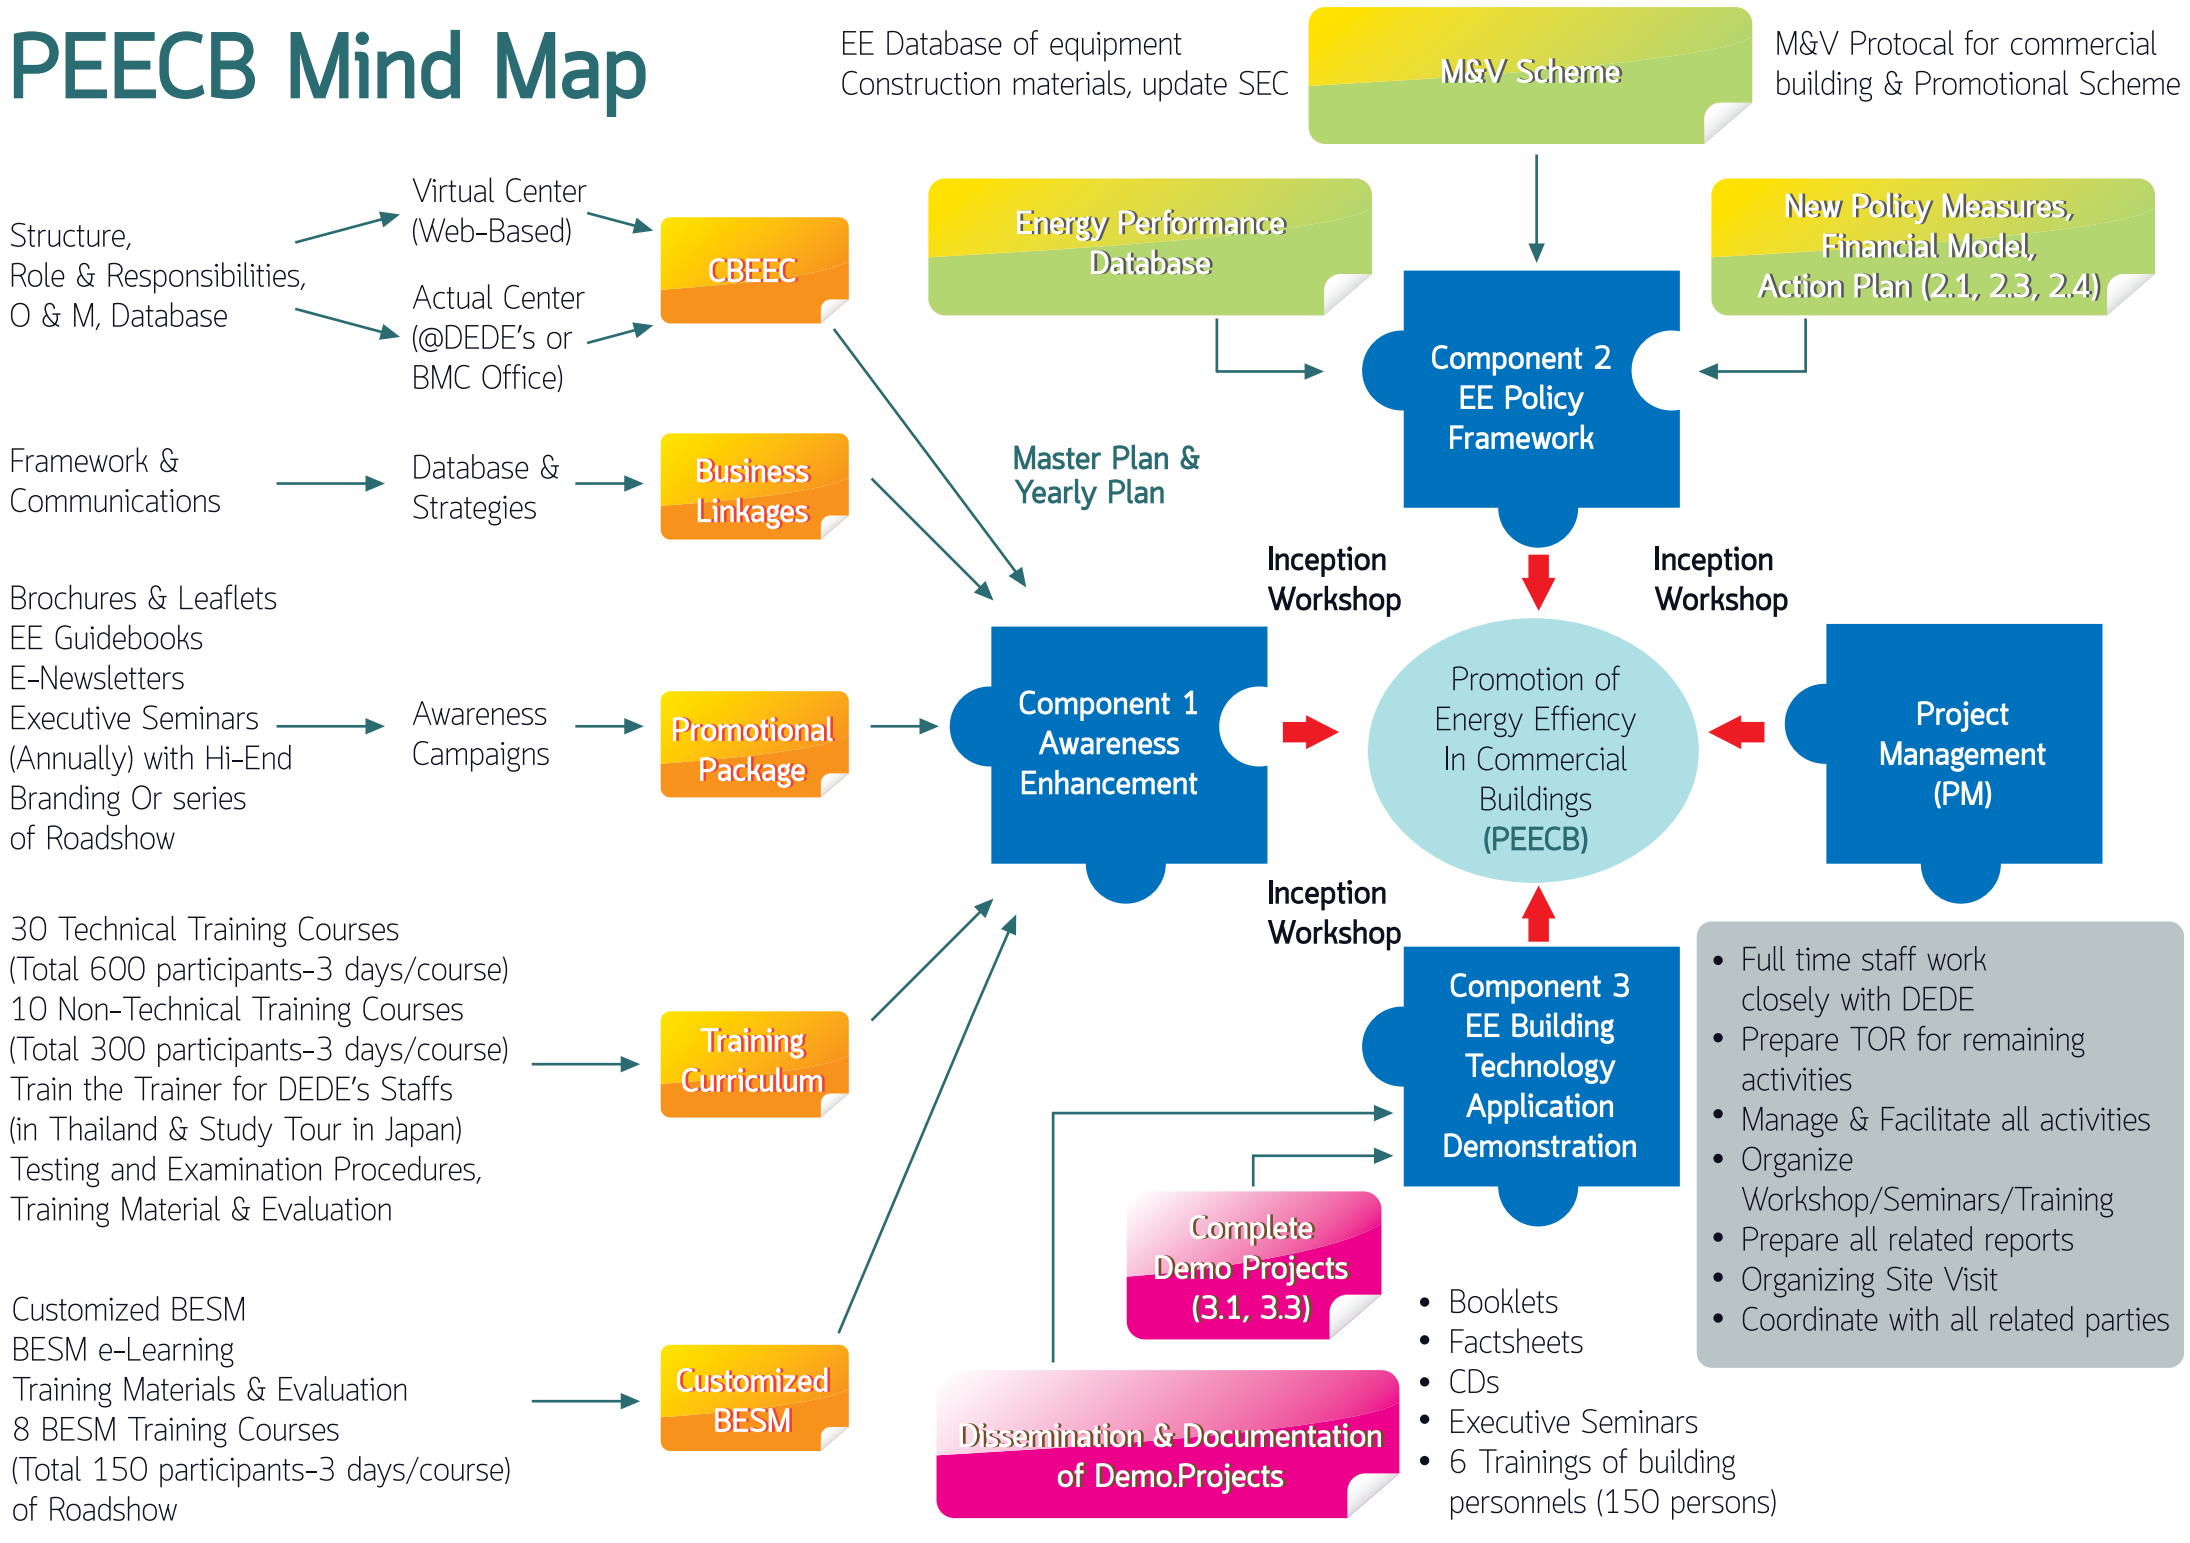 PEECB Mind Map
EE Database of equipment
Construction materials, update SEC
M&V Scheme
M&V Protocal for commercial
building & Promotional Scheme
Structure,
Role & Responsibilities,
O & M, Database
Virtual Center
(Web-Based)
Actual Center
(@DEDE's or
BMC Office)
CBEEC
Energy Performance
Database
New Policy Measures,
Financial Model,
Action Plan (2.1, 2.3, 2.4)
Component 2
EE Policy
Framework
Framework &
Communications
Database &
Strategies
Business
Linkages
Master Plan &
Yearly Plan
Inception
Workshop
Inception
Workshop
Brochures & Leaflets
EE Guidebooks
E-Newsletters
Executive Seminars
(Annually) with Hi-End
Branding Or series
of Roadshow
Awareness
Campaigns
Promotional
Package
Component 1
Awareness
Enhancement
Promotion of
Energy Effiency
In Commercial
Buildings
(PEECB)
Project
Management
(PM)
Inception
Workshop
30 Technical Training Courses
(Total 600 participants-3 days/course)
10 Non-Technical Training Courses
(Total 300 participants-3 days/course)
Train the Trainer for DEDE's Staffs
(in Thailand & Study Tour in Japan)
Testing and Examination Procedures,
Training Material & Evaluation
Training
Curriculum
Component 3
EE Building
Technology
Application
Demonstration
• Full time staff work
closely with DEDE
• Prepare TOR for remaining
activities
• Manage & Facilitate all activities
• Organize
Workshop/Seminars/Training
• Prepare all related reports
• Organizing Site Visit
• Coordinate with all related parties
Complete
Demo Projects
(3.1, 3.3)
Customized BESM
BESM e-Learning
Training Materials & Evaluation
8 BESM Training Courses
(Total 150 participants-3 days/course)
of Roadshow
Customized
BESM
Dissemination & Documentation
of Demo.Projects
• Booklets
• Factsheets
• CDs
• Executive Seminars
• 6 Trainings of building
personnels (150 persons)